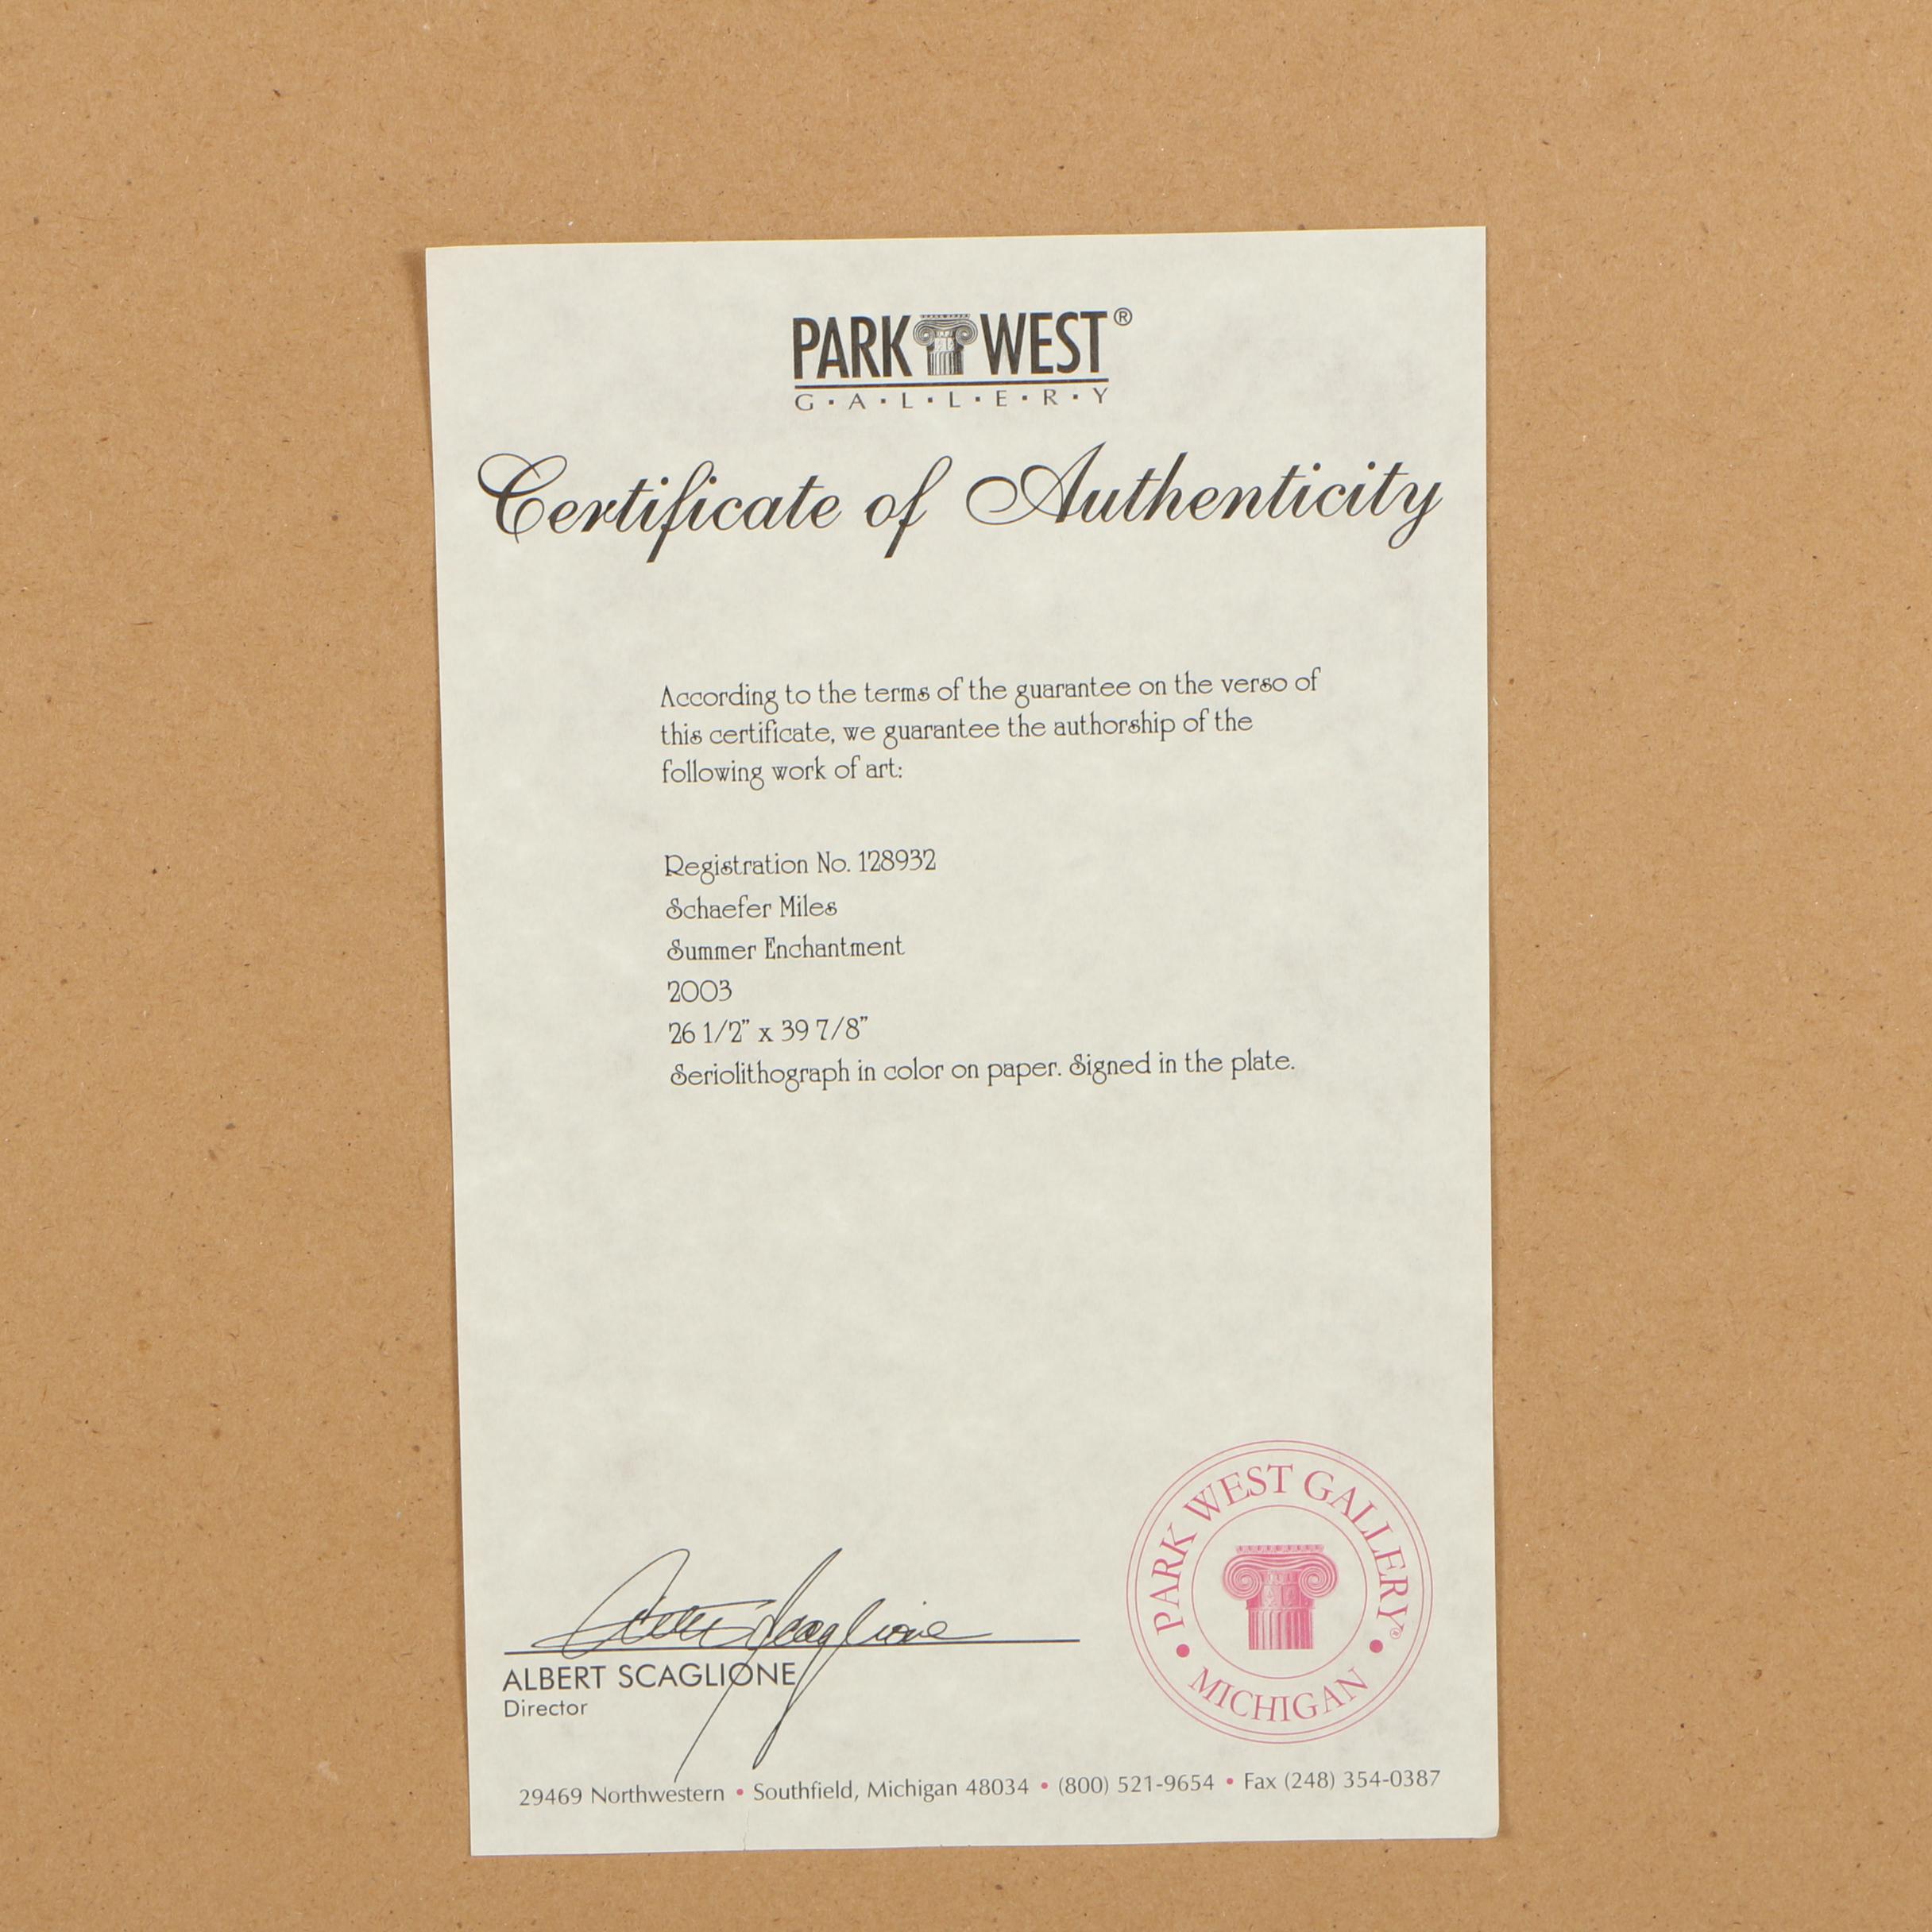 PARK WEST®
G·A·L·L·E·R·Y
Certificate of Authenticity
According to the terms of the guarantee on the verso of
this certificate, we guarantee the authorship of the
following work of art:
Registration No. 128932
Schaefer Miles
Summer Enchantment
2003
26 1/2” x 39 7/8”
Seriolithograph in color on paper. Signed in the plate.
PARK WEST GALLERY®
• MICHIGAN •
Albert Scaglione
ALBERT SCAGLIONE
Director
29469 Northwestern • Southfield, Michigan 48034 • (800) 521-9654 • Fax (248) 354-0387